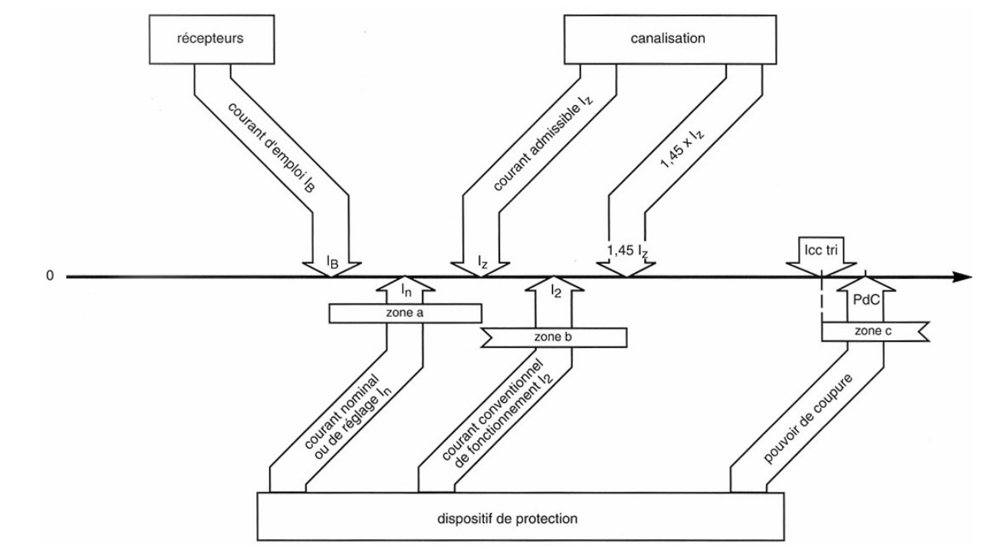 récepteurs
canalisation
courant d'emploi IB
courant admissible Iz
1,45 x Iz
IB
Iz
1,45 Iz
Icc tri
0
In
I2
PdC
zone a
zone b
zone c
courant nominal
ou de réglage In
courant conventionnel
de fonctionnement I2
pouvoir de coupure
dispositif de protection